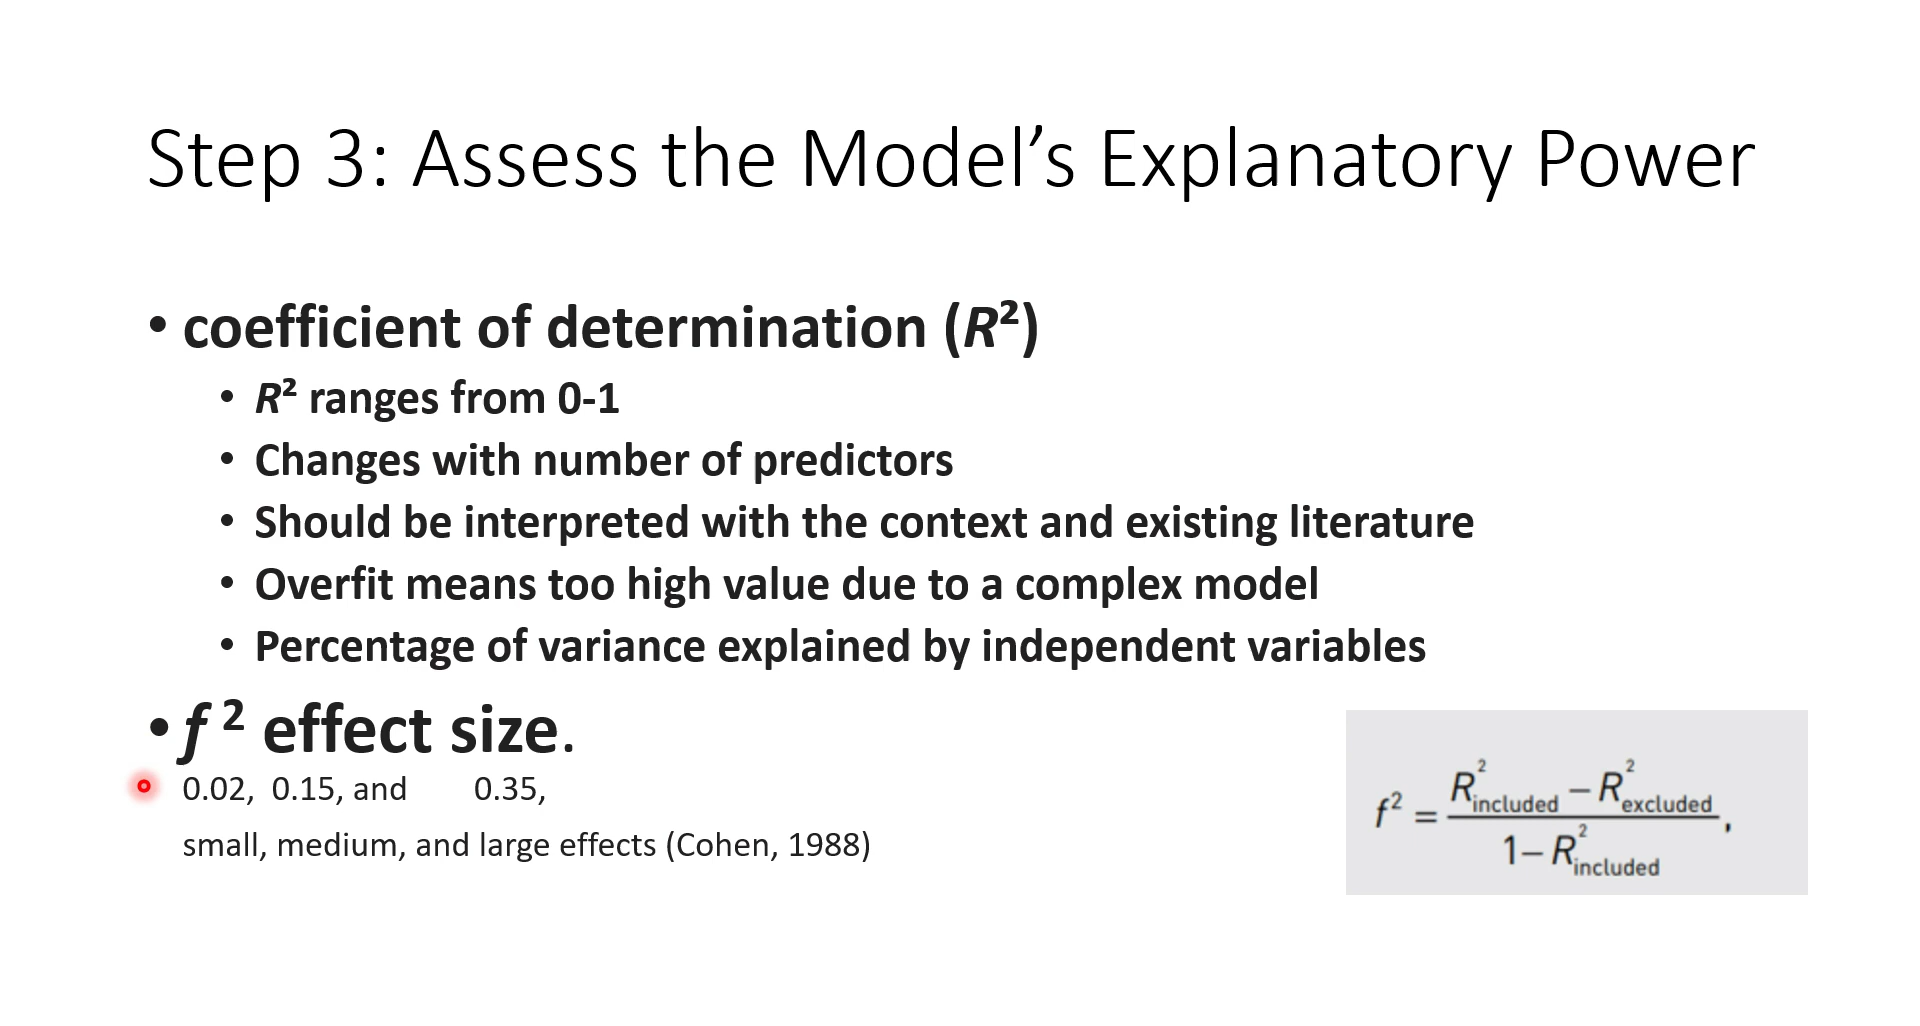 Step 3: Assess the Model’s Explanatory Power
• coefficient of determination (R²)
• R² ranges from 0-1
• Changes with number of predictors
• Should be interpreted with the context and existing literature
• Overfit means too high value due to a complex model
• Percentage of variance explained by independent variables
• f ² effect size.
0.02, 0.15, and 0.35,
small, medium, and large effects (Cohen, 1988)
f² = (R²included – R²excluded) / (1– R²included),